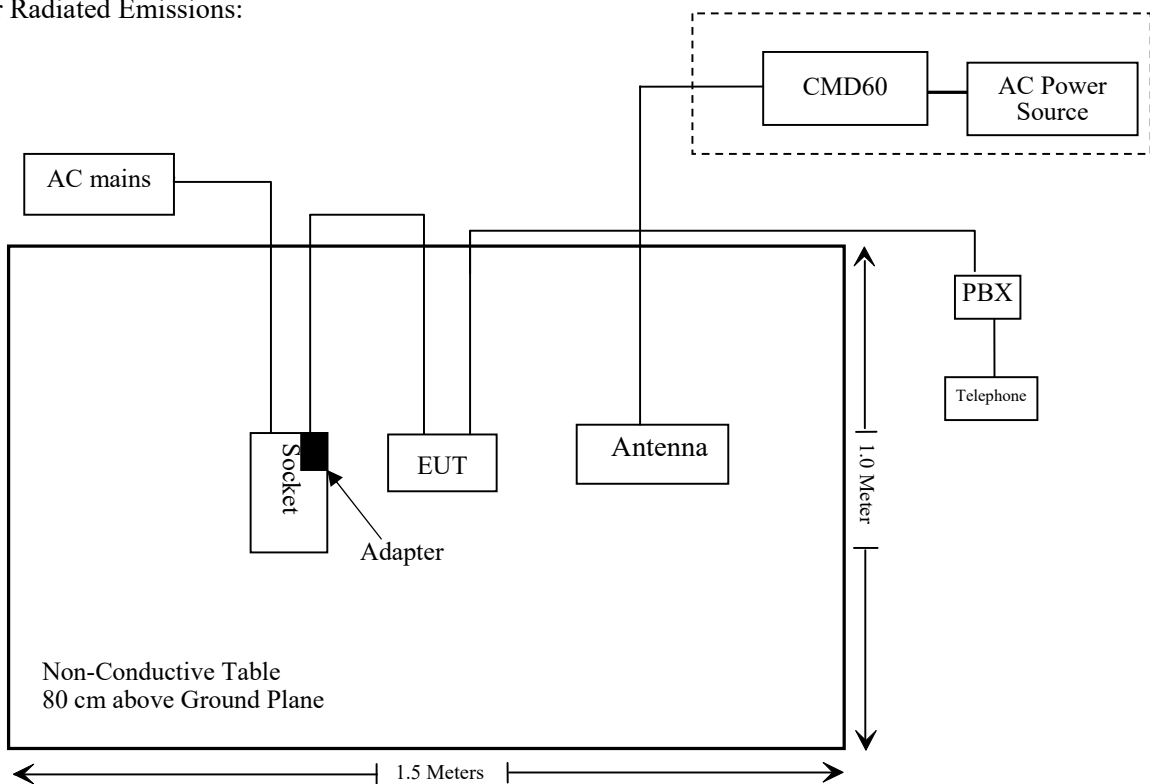 Radiated Emissions:
CMD60
AC Power
Source
AC mains
PBX
Telephone
Antenna
Socket
EUT
1.0 Meter
Adapter
Non-Conductive Table
80 cm above Ground Plane
1.5 Meters